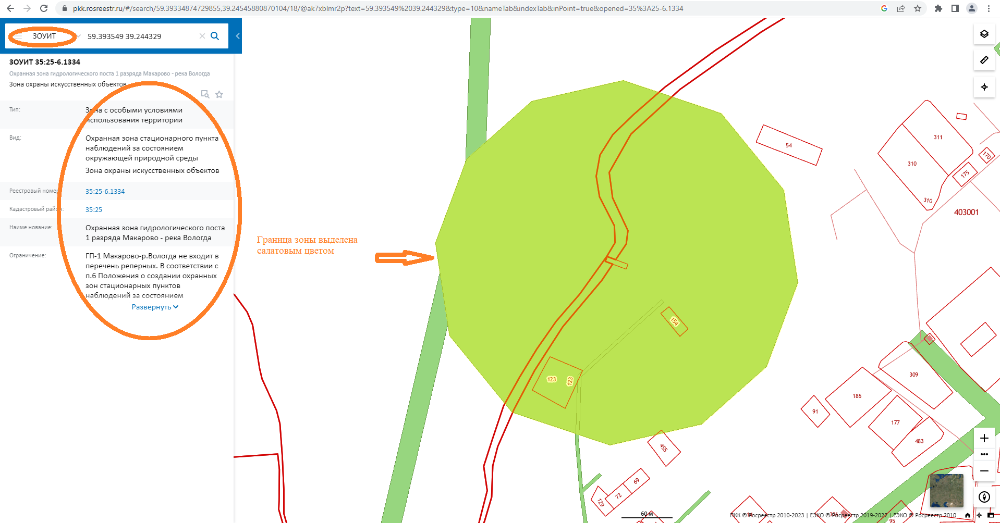 pkk.rosreestr.ru/#/search/59.39334874729855,39.24545880870104/18/@ak7xblmr2p?text=59.393549%2039.244329&type=10&nameTab&indexTab&inPoint=true&opened=35%3A25-6.1334
ЗОУИТ
59.393549 39.244329
ЗОУИТ 35:25-6.1334
Охранная зона гидрологического поста 1 разряда Макарово - река Вологда
Зона охраны искусственных объектов
Тип:
Зона с особыми условиями
использования территории
Вид:
Охранная зона стационарного пункта
наблюдений за состоянием
окружающей природной среды
Зона охраны искусственных объектов
Реестровый номер:
35:25-6.1334
Кадастровый район:
35:25
Наиме нование:
Охранная зона гидрологического поста
1 разряда Макарово - река Вологда
Ограничение:
ГП-1 Макарово-р.Вологда не входит в
перечень реперных. В соответствии с
п.6 Положения о создании охранных
зон стационарных пунктов
наблюдений за состоянием
Развернуть
Граница зоны выделена
салатовым цветом
54
311
310
170
175
310
403001
154
123
123
309
185
91
177
483
455
69
72
129
306
95
60 м
ПКК © Росреестр 2010-2023 | ЕЭКО © Росреестр 2019-2022 | ЕЭКО © Росреестр 2010